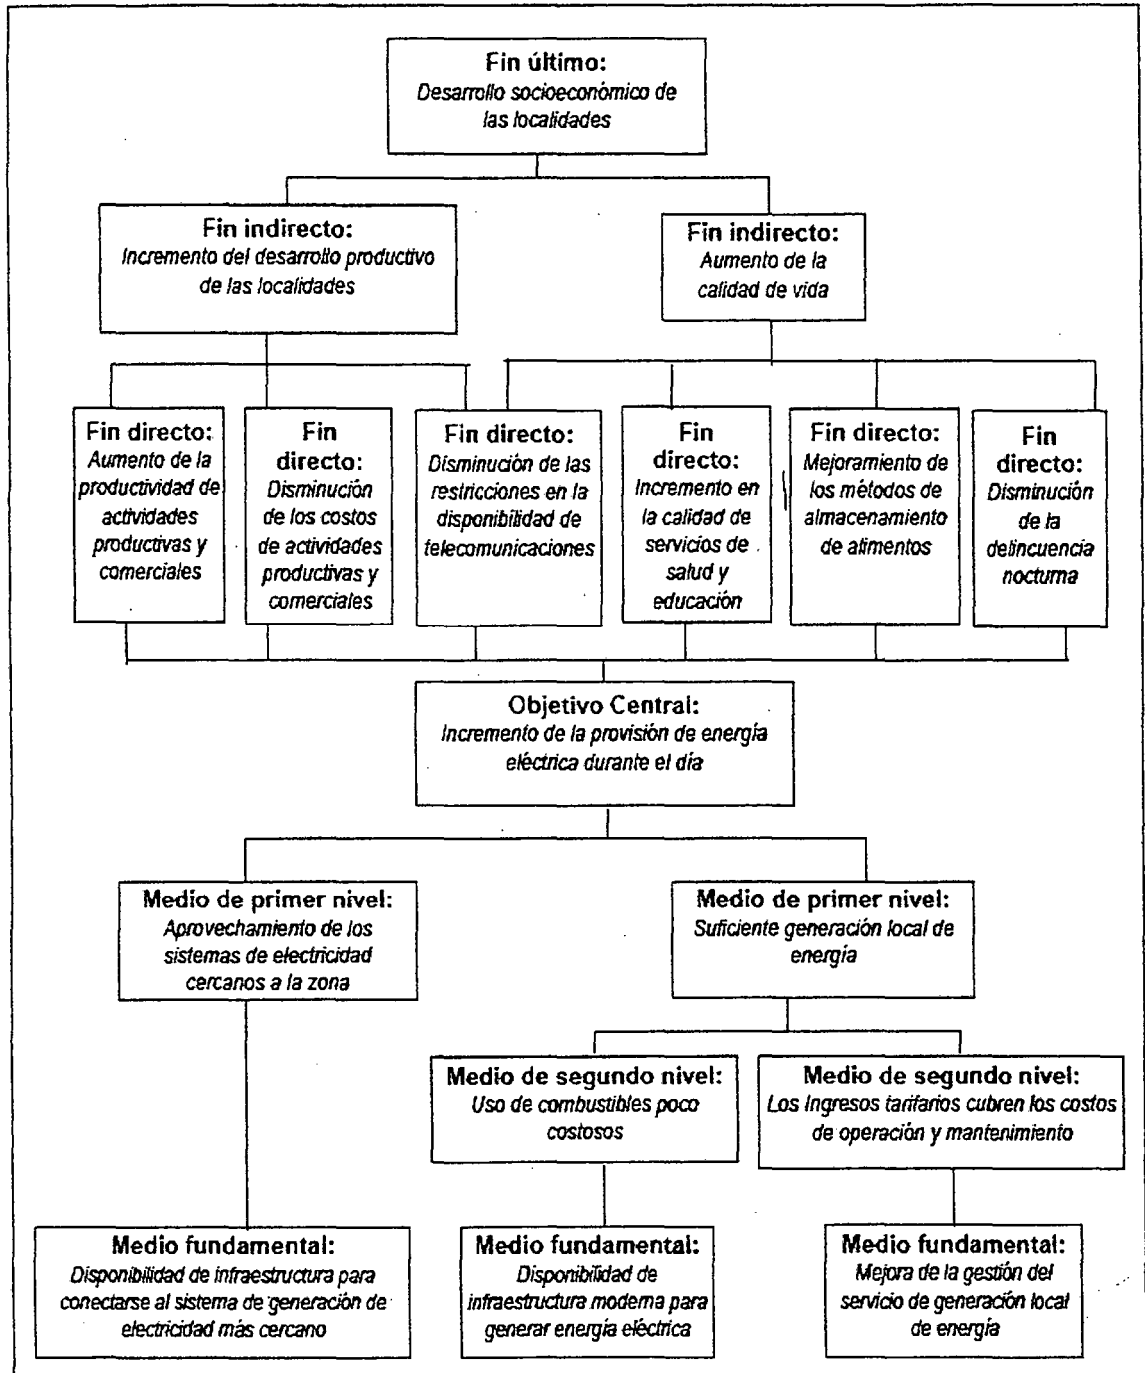 Fin último:
Desarrollo socioeconómico de
las localidades
Fin indirecto:
Incremento del desarrollo productivo
de las localidades
Fin indirecto:
Aumento de la
calidad de vida
Fin directo:
Aumento de la
productividad de
actividades
productivas y
comerciales
Fin
directo:
Disminución
de los costos
de actividades
productivas y
comerciales
Fin directo:
Disminución de las
restricciones en la
disponibilidad de
telecomunicaciones
Fin
directo:
Incremento en
la calidad de
servicios de
salud y
educación
Fin directo:
Mejoramiento de
los métodos de
almacenamiento
de alimentos
Fin
directo:
Disminución
de la
delincuencia
nocturna
Objetivo Central:
Incremento de la provisión de energía
eléctrica durante el día
Medio de primer nivel:
Aprovechamiento de los
sistemas de electricidad
cercanos a la zona
Medio de primer nivel:
Suficiente generación local de
energía
Medio de segundo nivel:
Uso de combustibles poco
costosos
Medio de segundo nivel:
Los Ingresos tarifarios cubren los costos
de operación y mantenimiento
Medio fundamental:
Disponibilidad de infraestructura para
conectarse al sistema de generación de
electricidad más cercano
Medio fundamental:
Disponibilidad de
infraestructura moderna para
generar energía eléctrica
Medio fundamental:
Mejora de la gestión del
servicio de generación local
de energía